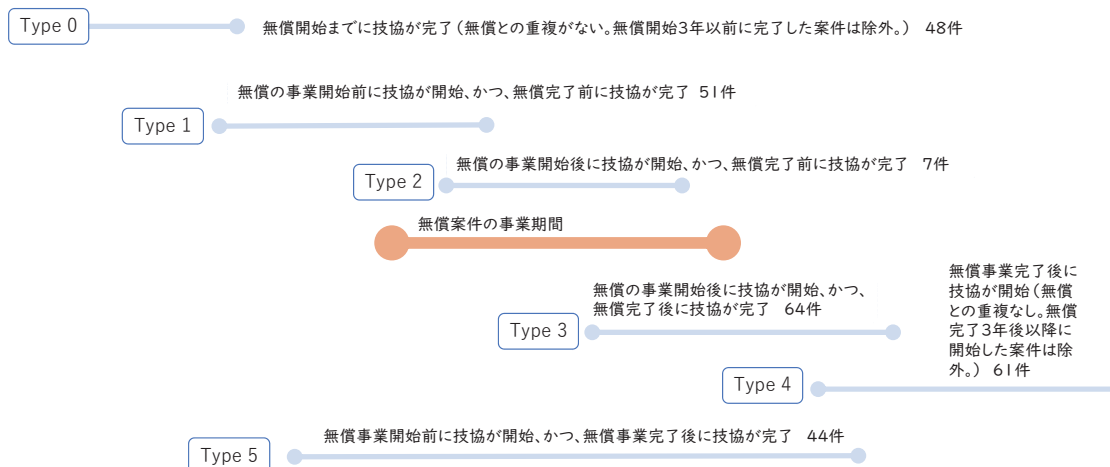 Type 0
無償開始までに技協が完了（無償との重複がない。無償開始3年以前に完了した案件は除外。） 48件
無償の事業開始前に技協が開始、かつ、無償完了前に技協が完了 51件
Type 1
無償の事業開始後に技協が開始、かつ、無償完了前に技協が完了 7件
Type 2
無償案件の事業期間
無償の事業開始後に技協が開始、かつ、
無償完了後に技協が完了 64件
Type 3
無償事業完了後に
技協が開始（無償
との重複なし。無償
完了3年後以降に
開始した案件は除
外。） 61件
Type 4
無償事業開始前に技協が開始、かつ、無償事業完了後に技協が完了 44件
Type 5